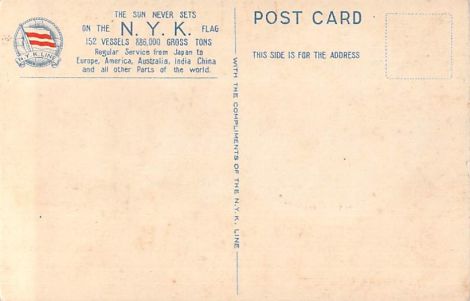 THE SUN NEVER SETS
ON THE N. Y. K. FLAG
152 VESSELS 886,000 GROSS TONS
Regular Service from Japan to
Europe, America, Australia, India China
and all other Parts of the world.
N.Y.K. LINE
WITH THE COMPLIMENTS OF THE N.Y.K. LINE
POST CARD
THIS SIDE IS FOR THE ADDRESS